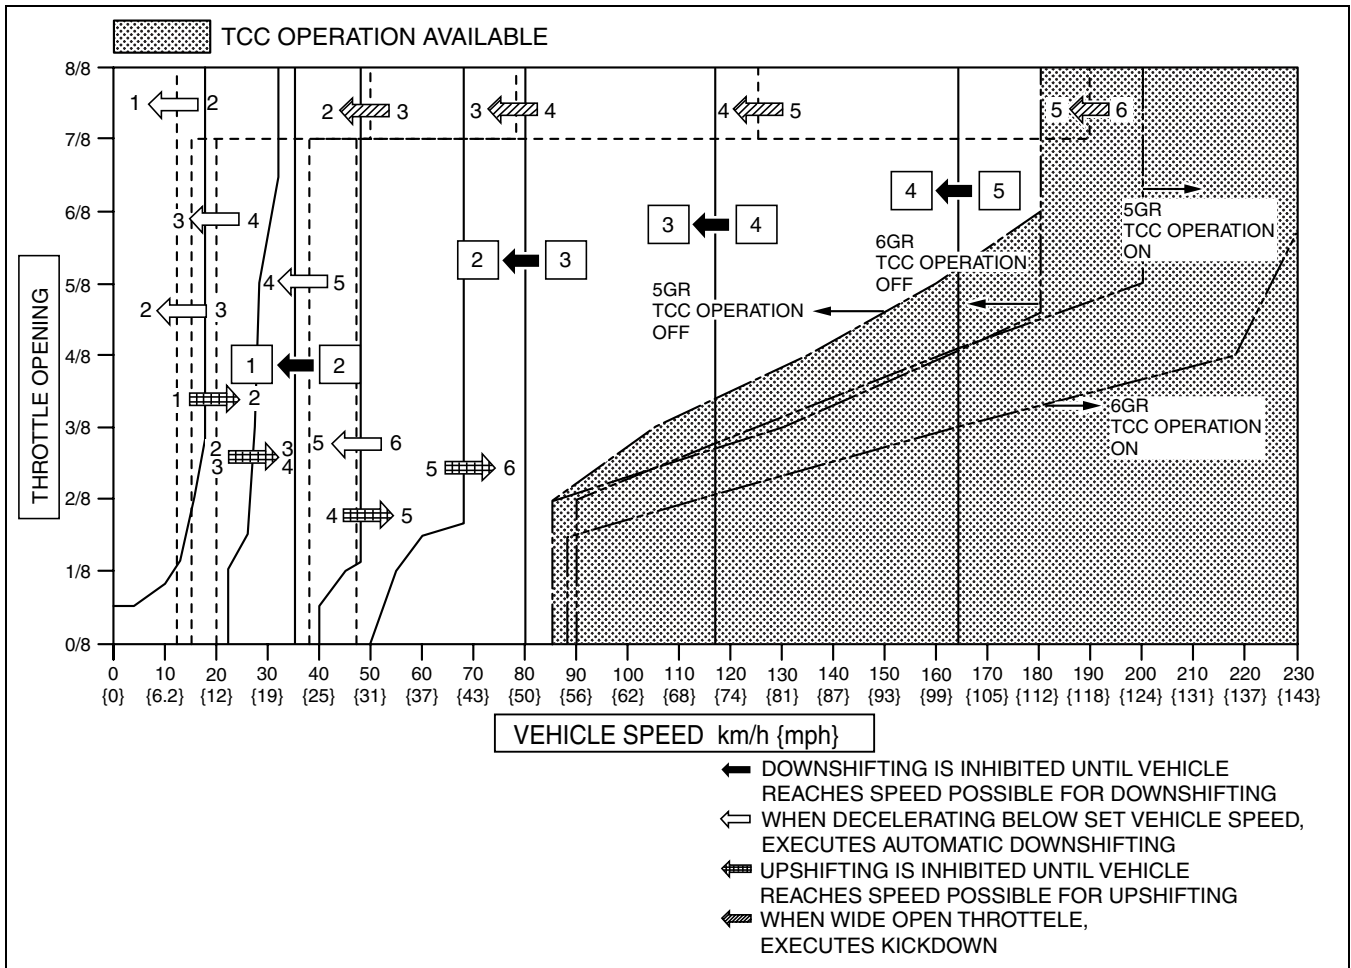 TCC OPERATION AVAILABLE
8/8
1 2
2 3
3 4
4 5
5 6
7/8
4 5
6/8
3 4
3 4
5GR
TCC OPERATION
ON
6GR
TCC OPERATION
OFF
2 3
5/8
4 5
5GR
TCC OPERATION
OFF
2 3
THROTTLE OPENING
4/8
1 2
1 2
6GR
TCC OPERATION
ON
3/8
5 6
2 3
3 4
5 6
2/8
4 5
1/8
0/8
0 10 20 30 40 50 60 70 80 90 100 110 120 130 140 150 160 170 180 190 200 210 220 230
{0} {6.2} {12} {19} {25} {31} {37} {43} {50} {56} {62} {68} {74} {81} {87} {93} {99} {105} {112} {118} {124} {131} {137} {143}
VEHICLE SPEED km/h {mph}
DOWNSHIFTING IS INHIBITED UNTIL VEHICLE
REACHES SPEED POSSIBLE FOR DOWNSHIFTING
WHEN DECELERATING BELOW SET VEHICLE SPEED,
EXECUTES AUTOMATIC DOWNSHIFTING
UPSHIFTING IS INHIBITED UNTIL VEHICLE
REACHES SPEED POSSIBLE FOR UPSHIFTING
WHEN WIDE OPEN THROTTELE,
EXECUTES KICKDOWN